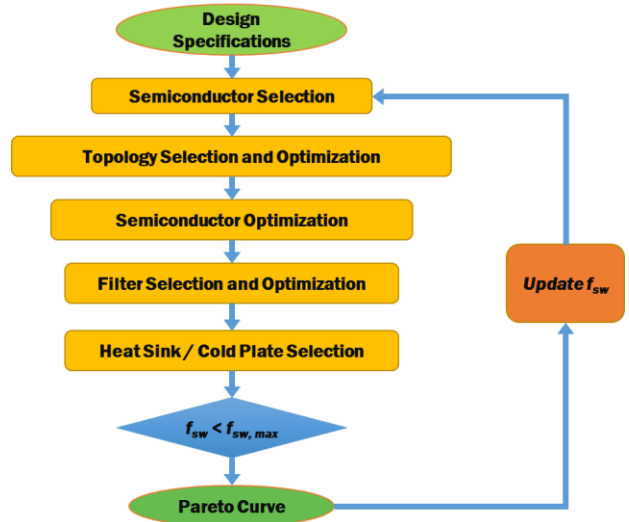 Design
Specifications
Semiconductor Selection
Topology Selection and Optimization
Semiconductor Optimization
Filter Selection and Optimization
Update fsw
Heat Sink / Cold Plate Selection
fsw < fsw, max
Pareto Curve